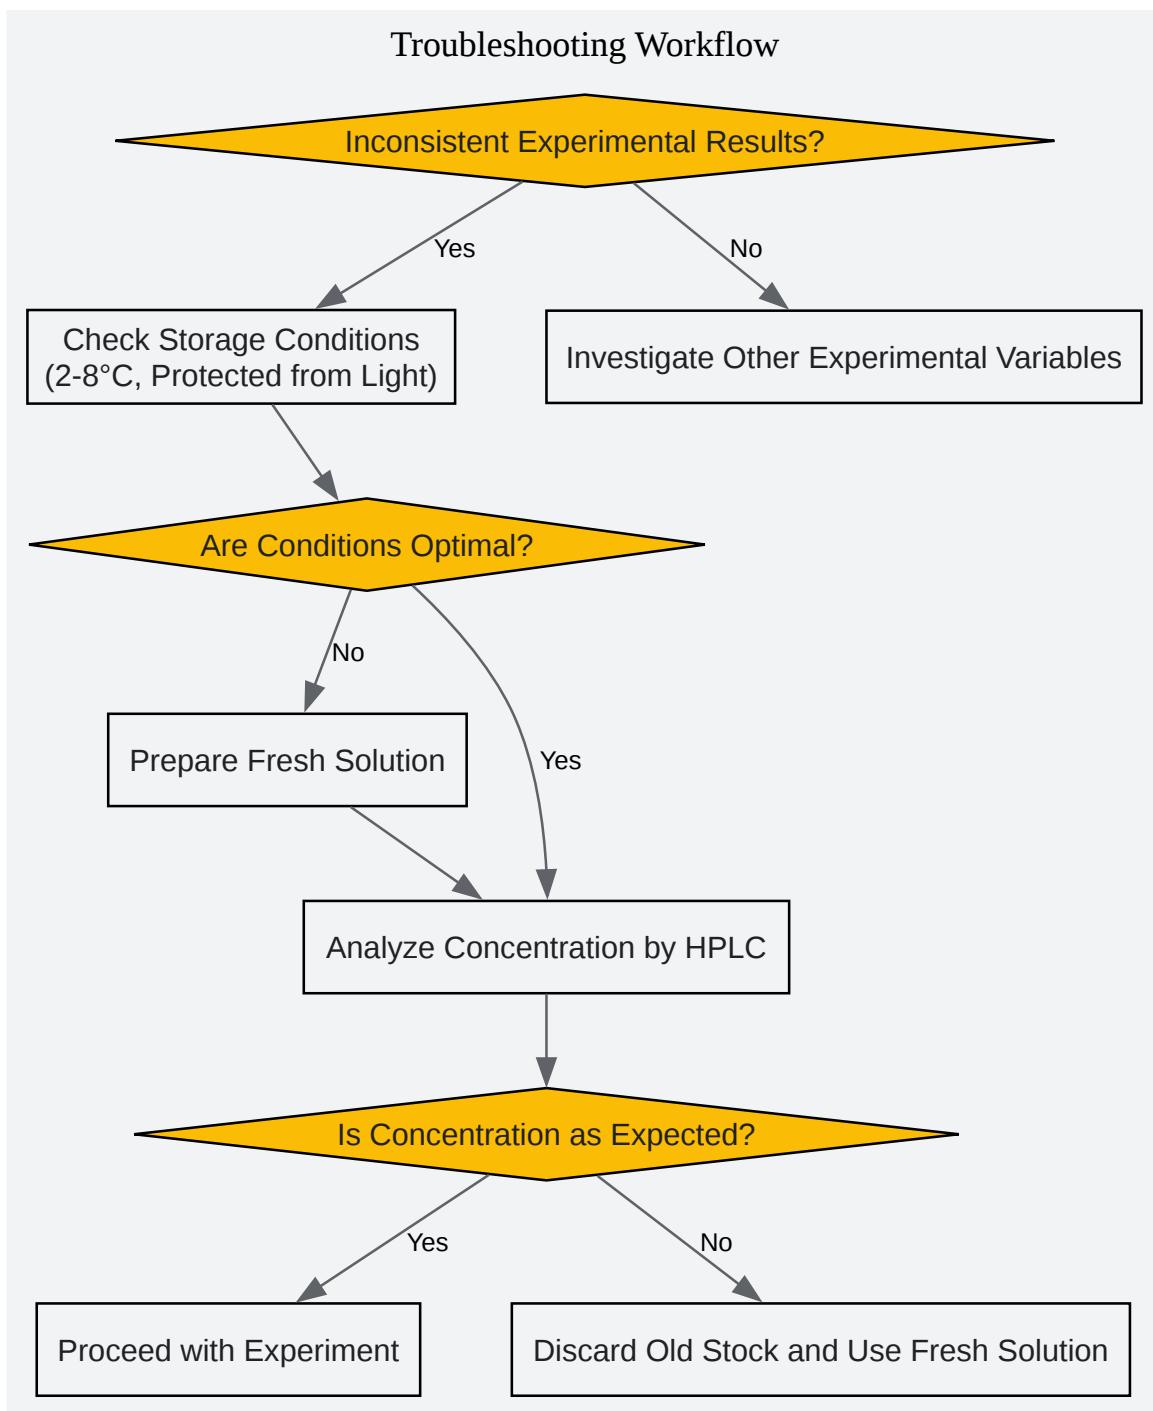 Troubleshooting Workflow
Inconsistent Experimental Results?
Yes
No
Check Storage Conditions
(2-8°C, Protected from Light)
Investigate Other Experimental Variables
Are Conditions Optimal?
No
Prepare Fresh Solution
Yes
Analyze Concentration by HPLC
Is Concentration as Expected?
Yes
No
Proceed with Experiment
Discard Old Stock and Use Fresh Solution